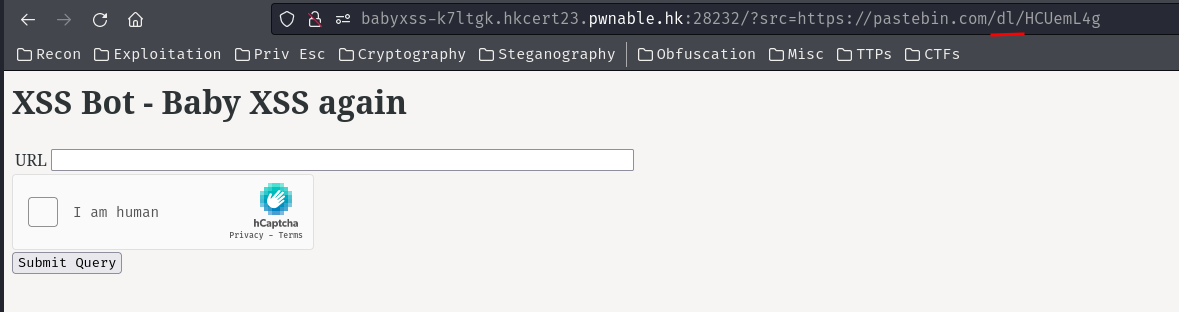 babyxss-k7ltgk.hkcert23.pwnable.hk:28232/?src=https://pastebin.com/dl/HCUemL4g
Recon Exploitation Priv Esc Cryptography Steganography Obfuscation Misc TTPs CTFs
XSS Bot - Baby XSS again
URL
I am human
hCaptcha
Privacy - Terms
Submit Query